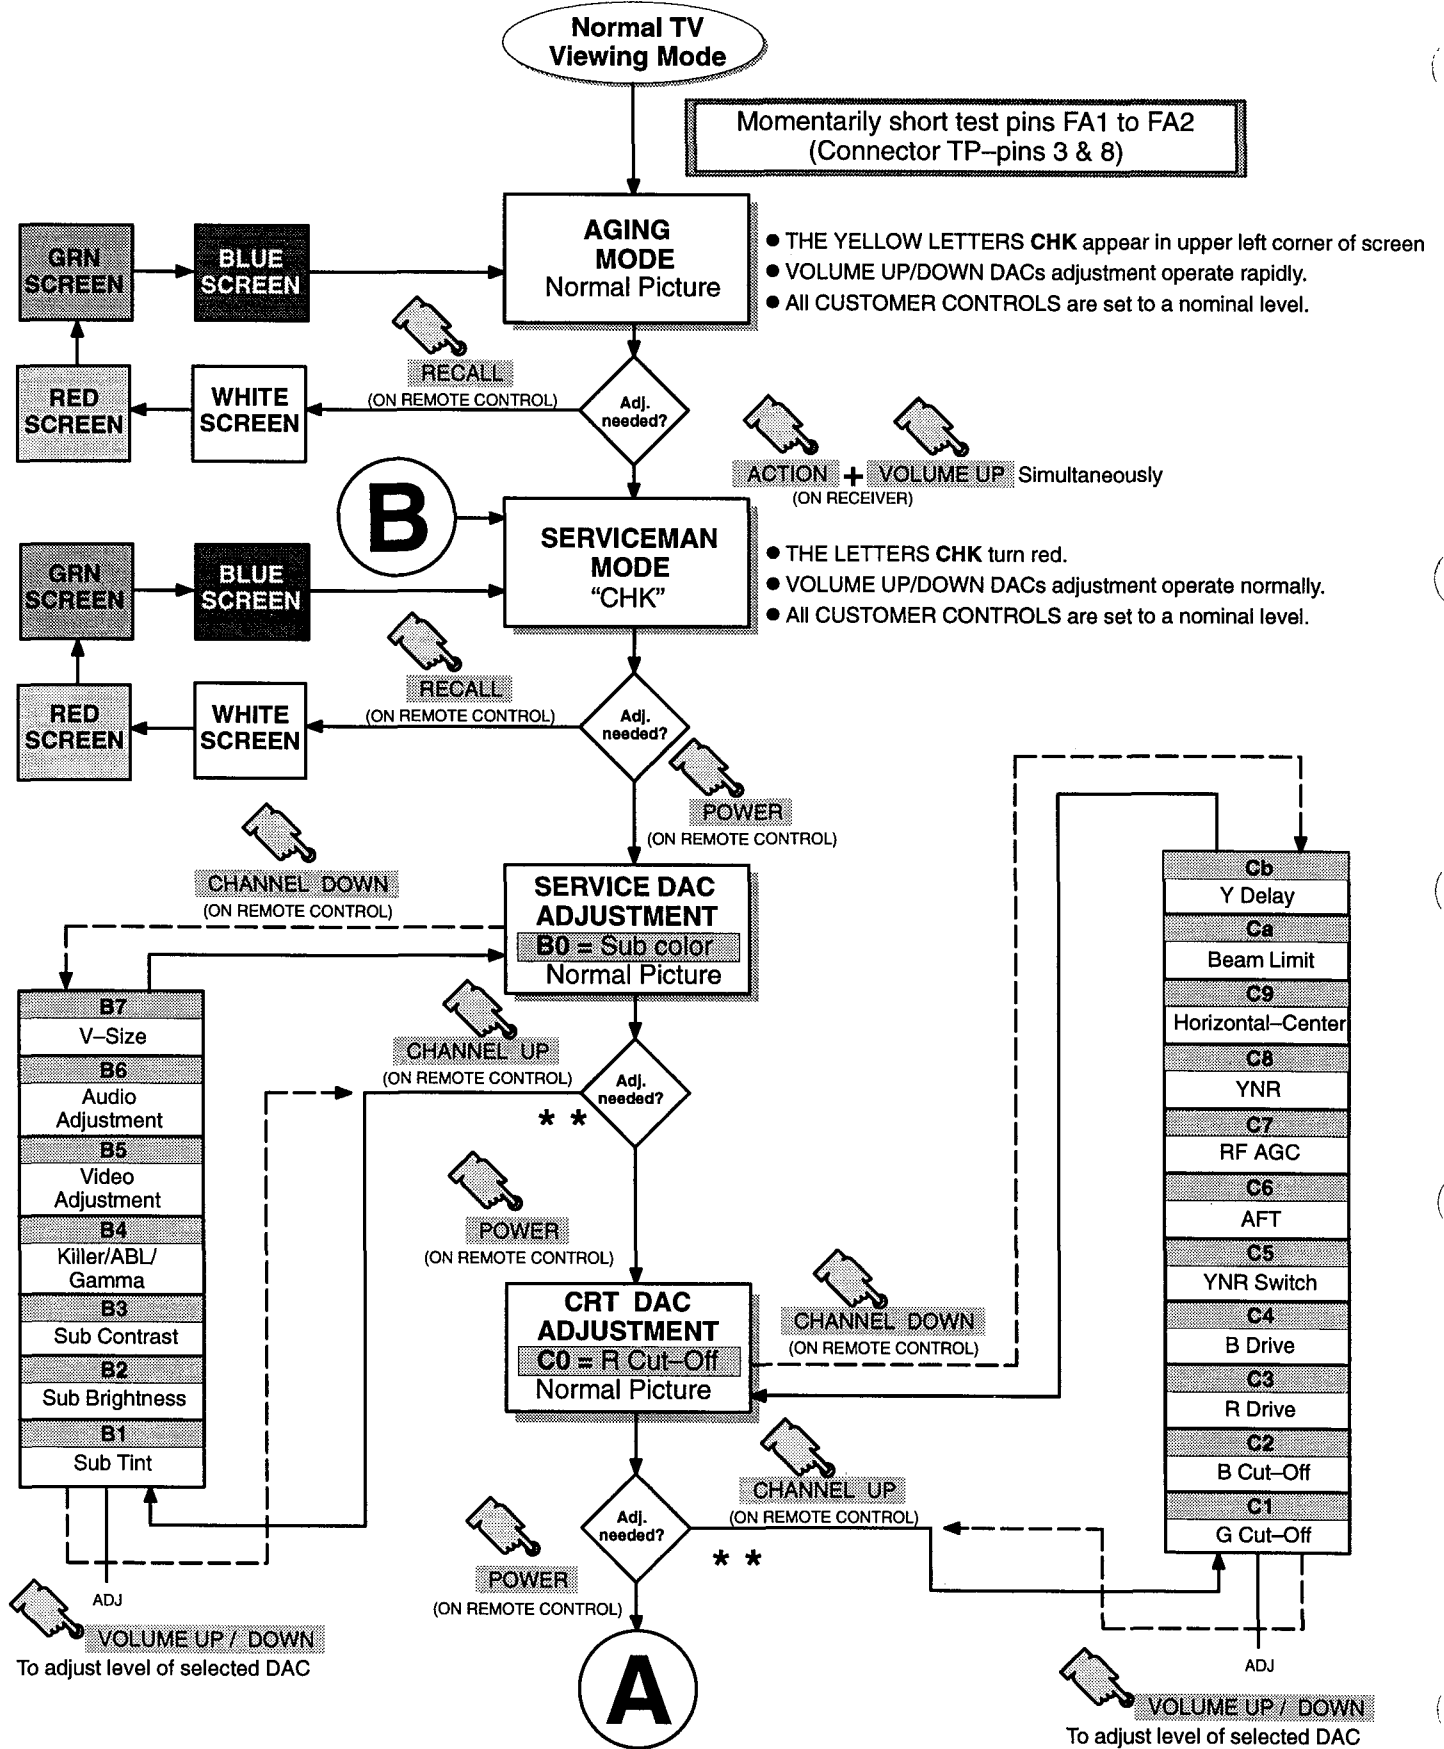 Normal TV
Viewing Mode
Momentarily short test pins FA1 to FA2
(Connector TP–pins 3 & 8)
AGING
MODE
Normal Picture
● THE YELLOW LETTERS CHK appear in upper left corner of screen
● VOLUME UP/DOWN DACs adjustment operate rapidly.
● All CUSTOMER CONTROLS are set to a nominal level.
GRN
SCREEN
BLUE
SCREEN
RECALL
(ON REMOTE CONTROL)
RED
SCREEN
WHITE
SCREEN
Adj.
needed?
ACTION + VOLUME UP Simultaneously
(ON RECEIVER)
B
SERVICEMAN
MODE
“CHK”
● THE LETTERS CHK turn red.
● VOLUME UP/DOWN DACs adjustment operate normally.
● All CUSTOMER CONTROLS are set to a nominal level.
GRN
SCREEN
BLUE
SCREEN
RECALL
(ON REMOTE CONTROL)
RED
SCREEN
WHITE
SCREEN
Adj.
needed?
POWER
(ON REMOTE CONTROL)
CHANNEL DOWN
(ON REMOTE CONTROL)
SERVICE DAC
ADJUSTMENT
B0 = Sub color
Normal Picture
CHANNEL UP
(ON REMOTE CONTROL)
Adj.
needed?
* *
B7
V–Size
B6
Audio
Adjustment
B5
Video
Adjustment
B4
Killer/ABL/
Gamma
B3
Sub Contrast
B2
Sub Brightness
B1
Sub Tint
ADJ
VOLUME UP / DOWN
To adjust level of selected DAC
POWER
(ON REMOTE CONTROL)
CRT DAC
ADJUSTMENT
C0 = R Cut–Off
Normal Picture
CHANNEL DOWN
(ON REMOTE CONTROL)
CHANNEL UP
(ON REMOTE CONTROL)
Adj.
needed?
* *
POWER
(ON REMOTE CONTROL)
A
Cb
Y Delay
Ca
Beam Limit
C9
Horizontal–Center
C8
YNR
C7
RF AGC
C6
AFT
C5
YNR Switch
C4
B Drive
C3
R Drive
C2
B Cut–Off
C1
G Cut–Off
ADJ
VOLUME UP / DOWN
To adjust level of selected DAC